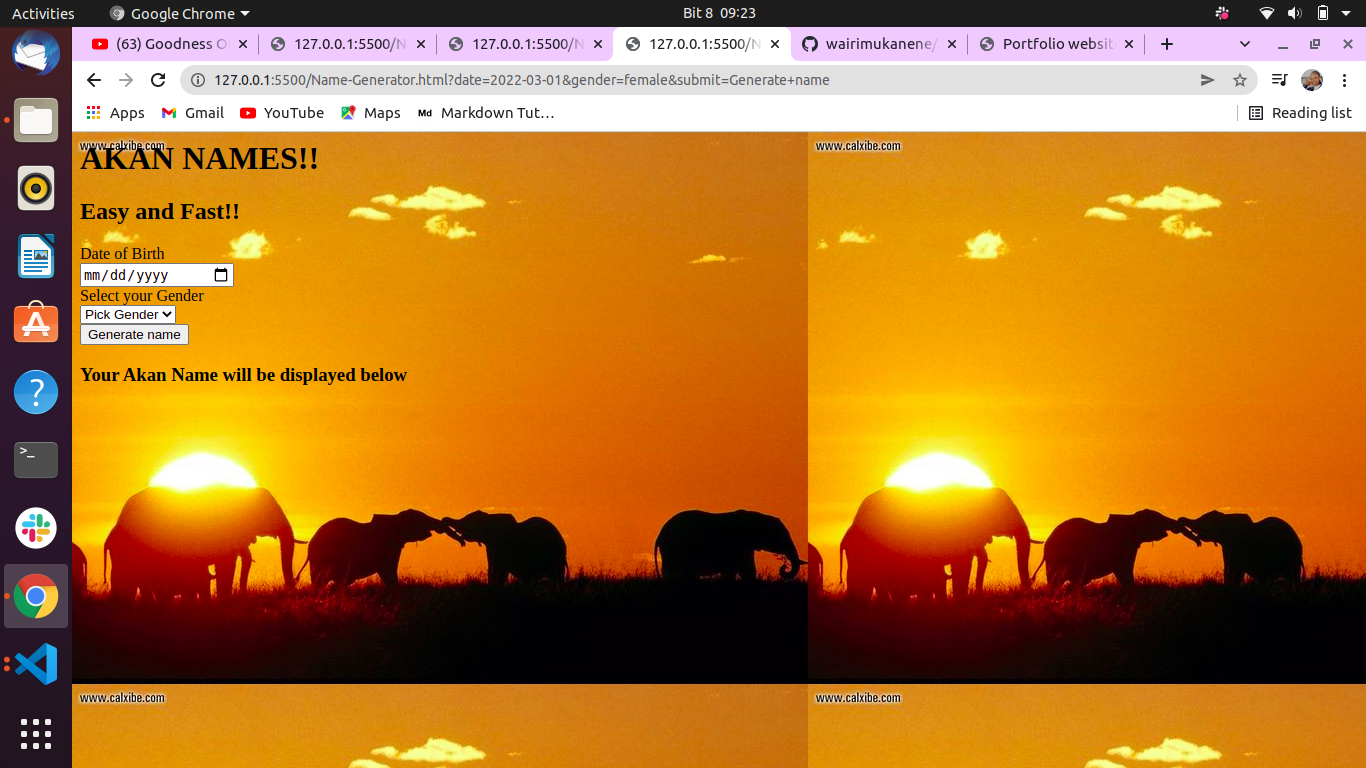 Activities Google Chrome Bit 8 09:23
(63) Goodness O 127.0.0.1:5500/N 127.0.0.1:5500/N 127.0.0.1:5500/N wairimukanene/ Portfolio websit
127.0.0.1:5500/Name-Generator.html?date=2022-03-01&gender=female&submit=Generate+name
Apps Gmail YouTube Maps Md Markdown Tut… Reading list
www.calxibe.com www.calxibe.com
AKAN NAMES!!
Easy and Fast!!
Date of Birth
mm/dd/yyyy
Select your Gender
Pick Gender
Generate name
Your Akan Name will be displayed below
www.calxibe.com www.calxibe.com